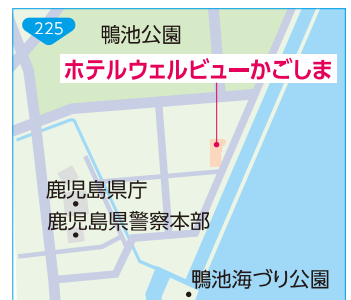 225
鴨池公園
ホテルウェルビューかごしま
鹿児島県庁
鹿児島県警察本部
鴨池海づり公園